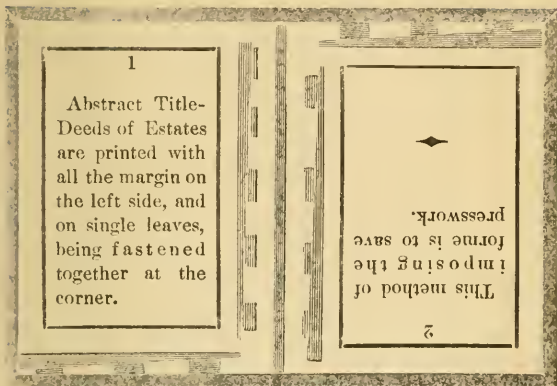 1
Abstract Title-
Deeds of Estates
are printed with
all the margin on
the left side, and
on single leaves,
being fastened
together at the
corner.
2
This method of
imposing the
forme is to save
presswork.